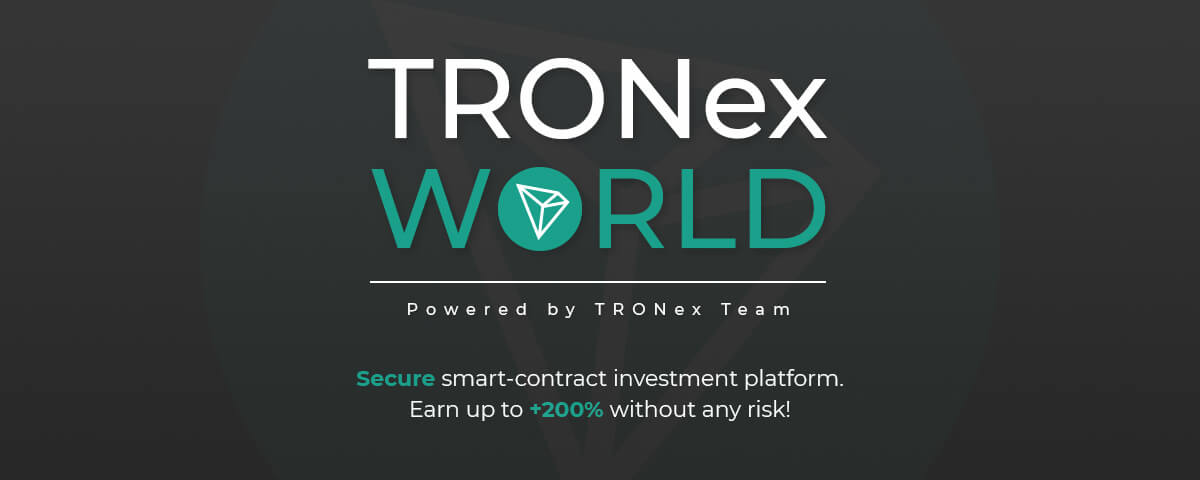 TRONex
WORLD
Powered by TRONex Team
Secure smart-contract investment platform.
Earn up to +200% without any risk!